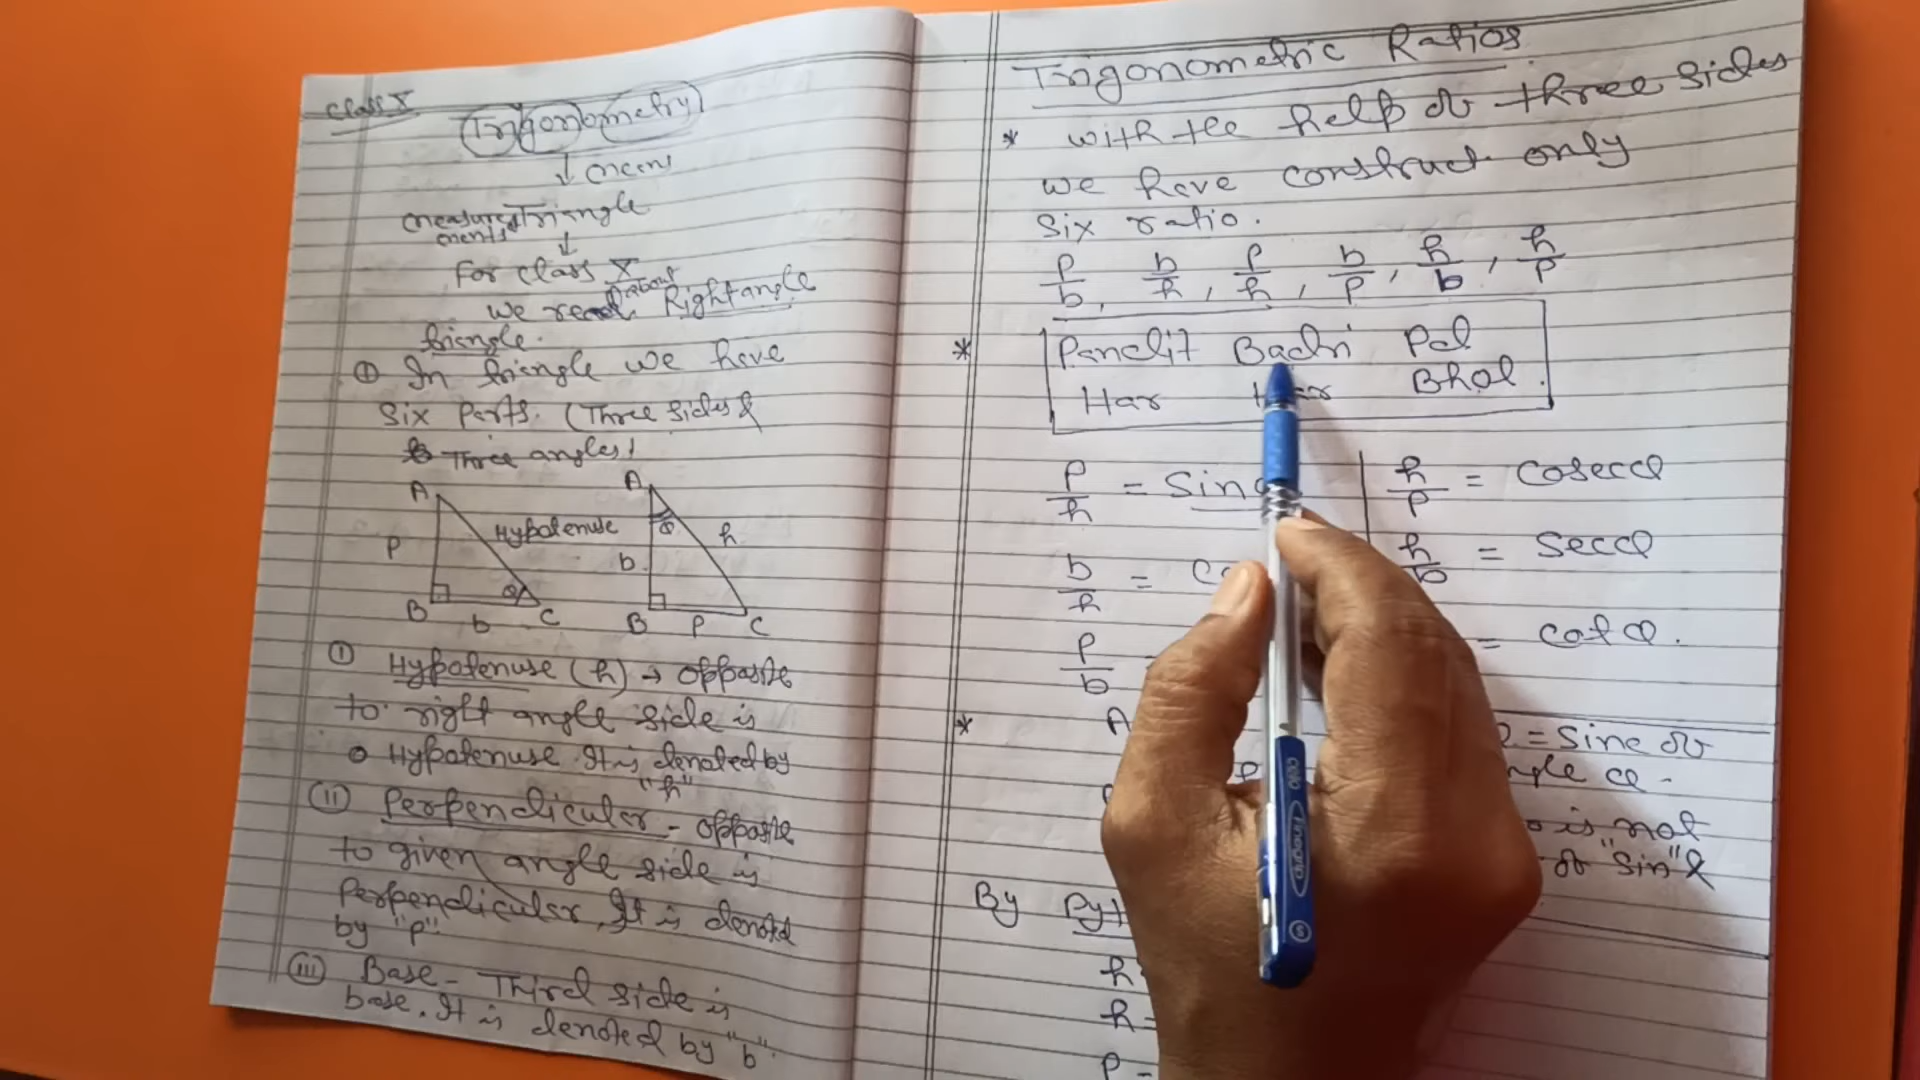 Class X
Trigonometry
↓ means
measurements Triangle
↓
For class X
we read about Right angle
triangle.
① In triangle we have
six parts. (Three sides &
Three angles)
A
P
Hypotenuse
B b C
θ
A
θ
h
b
B P C
① Hypotenuse (h) → opposite
to right angle side is
Hypotenuse. It is denoted by
"h"
(ii) Perpendicular - opposite
to given angle side is
Perpendicular. It is denoted
by "P"
(iii) Base - Third side is
base. It is denoted by "b".
Trigonometric Ratios
* with the help of three sides
we have construct only
six ratio.
P/b, b/h, P/h, b/P, h/b, h/P
* Pandit Badri Pd
Har Har Bhol.
P/h = Sin
h/P = Cosec θ
b/h =
h/b = Sec θ
P/b
= cot θ.
*
= Sine of
angle
is not
of "Sin" &
By
h
h =
P =
cello Finegrip